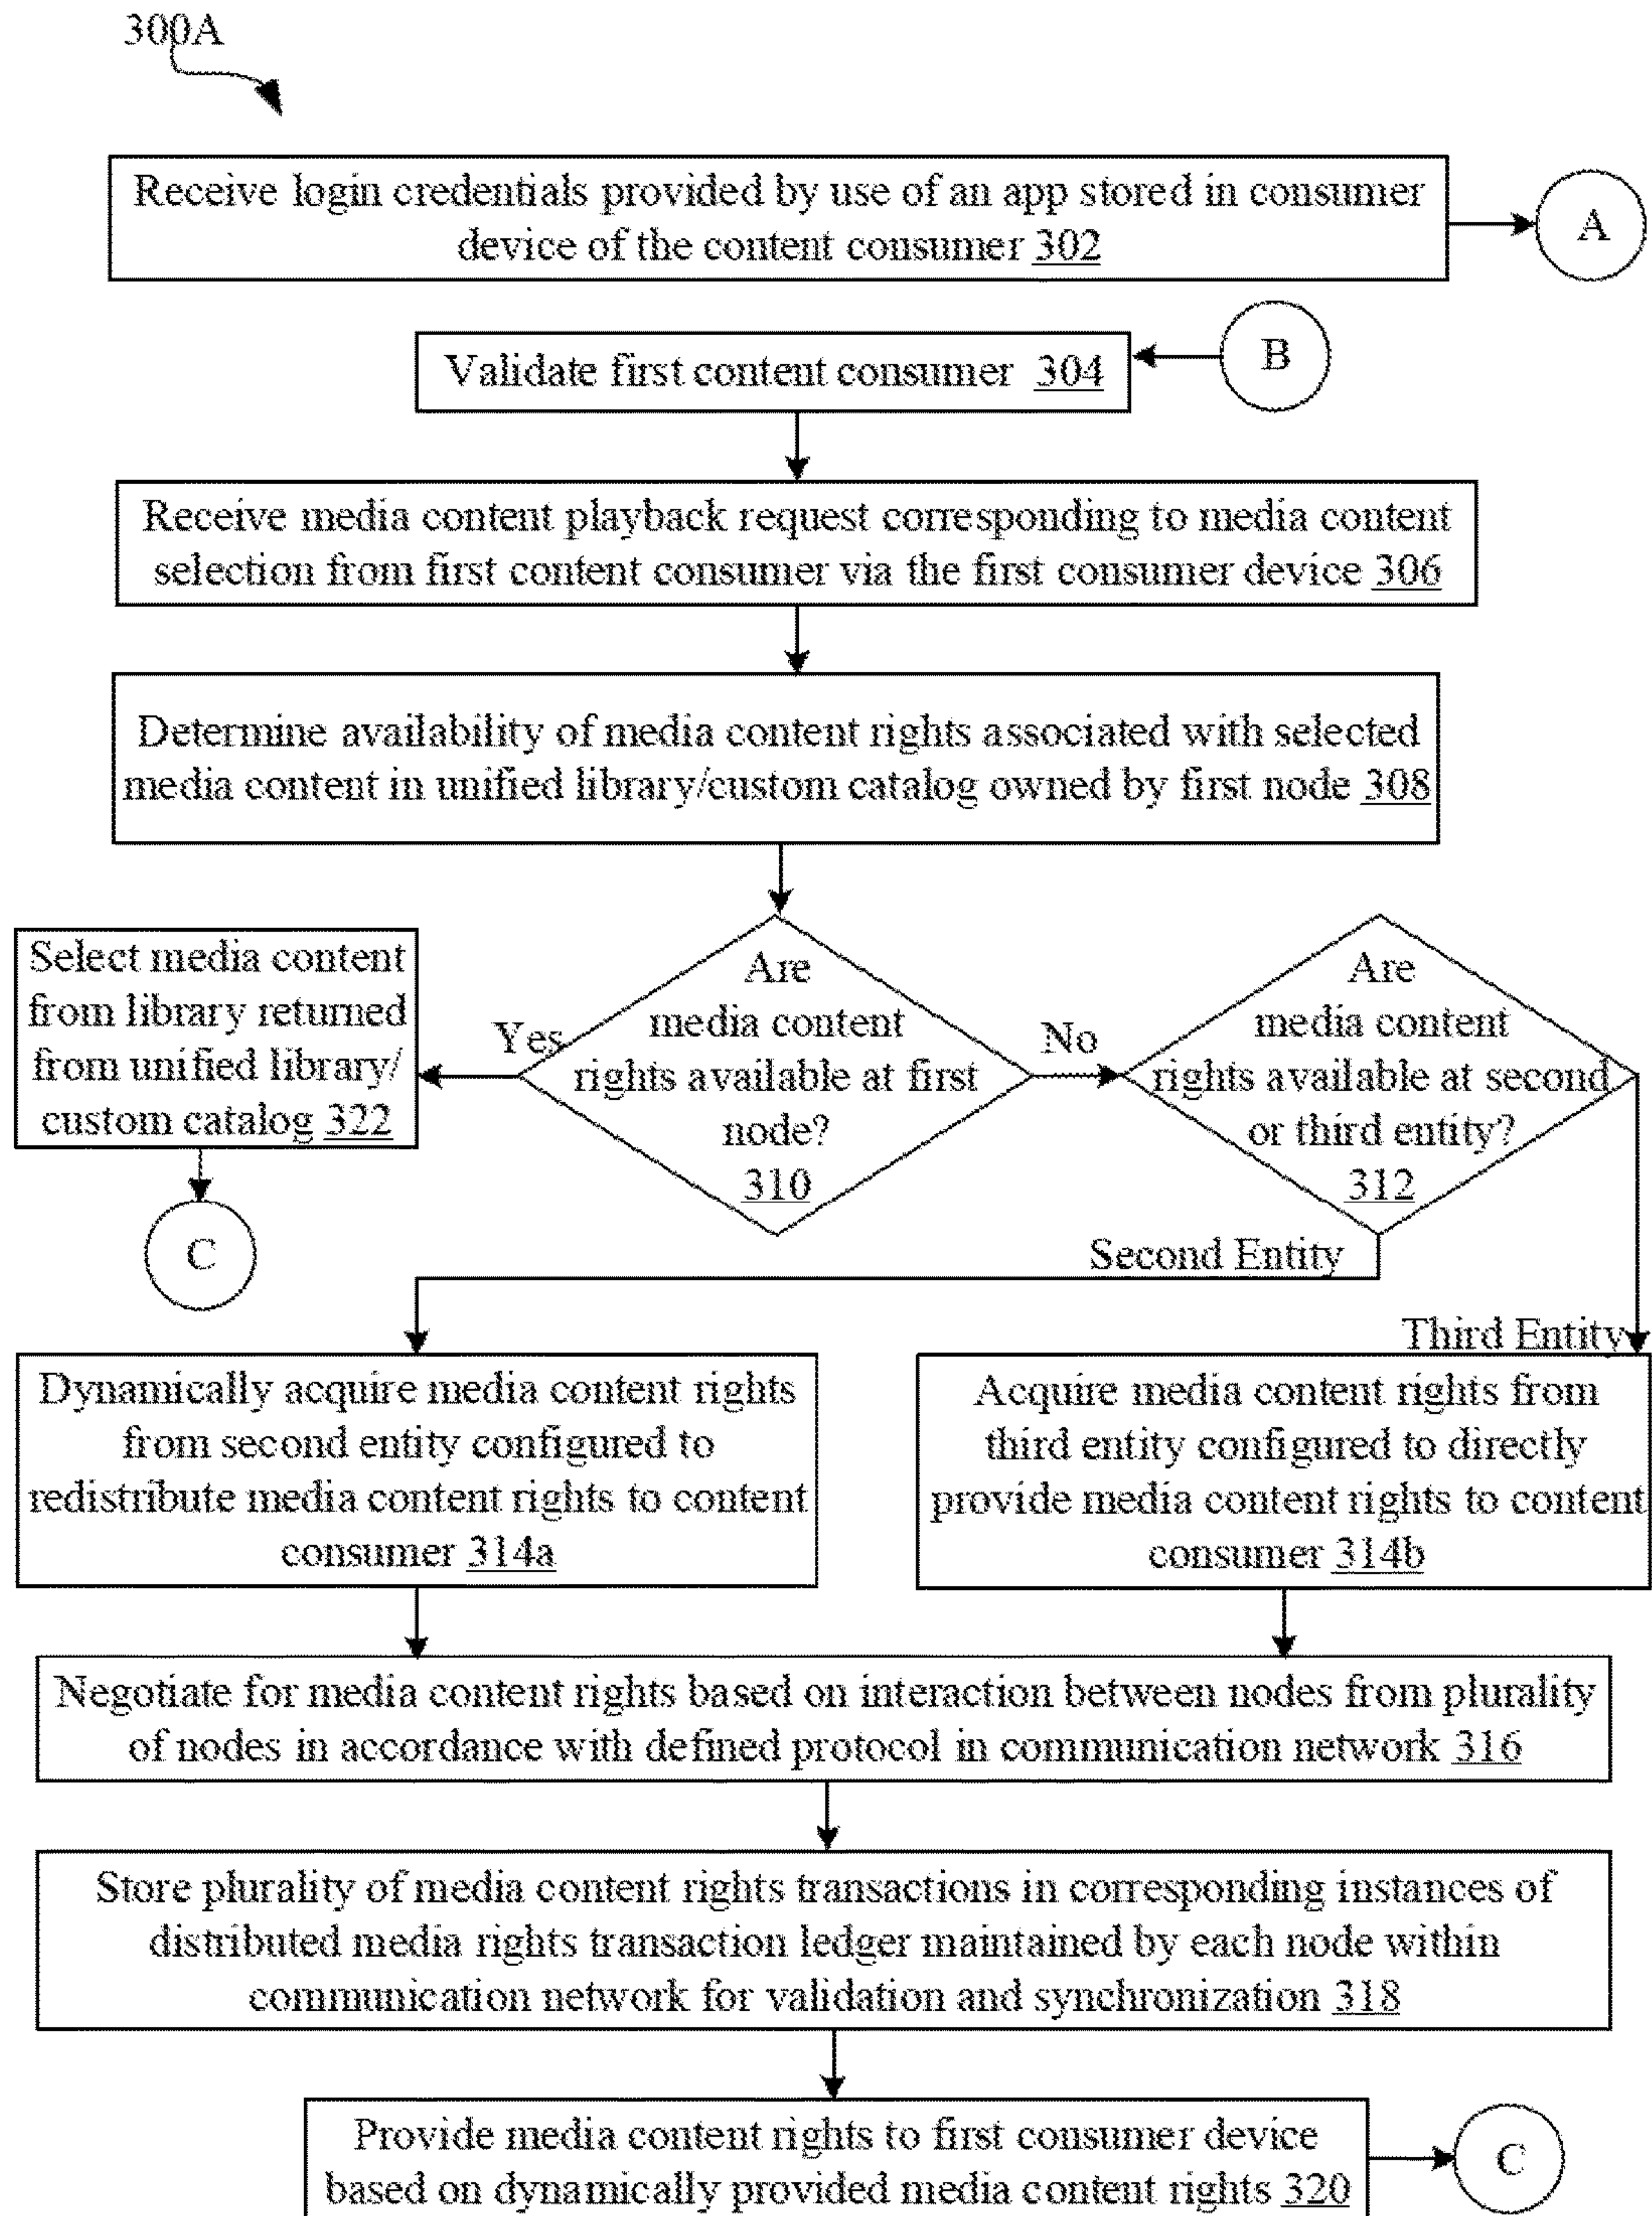 300A
Receive login credentials provided by use of an app stored in consumer
device of the content consumer 302
A
Validate first content consumer 304
B
Receive media content playback request corresponding to media content
selection from first content consumer via the first consumer device 306
Determine availability of media content rights associated with selected
media content in unified library/custom catalog owned by first node 308
Select media content
from library returned
from unified library/
custom catalog 322
Yes
Are
media content
rights available at first
node?
310
No
Are
media content
rights available at second
or third entity?
312
C
Second Entity
Third Entity
Dynamically acquire media content rights
from second entity configured to
redistribute media content rights to content
consumer 314a
Acquire media content rights from
third entity configured to directly
provide media content rights to content
consumer 314b
Negotiate for media content rights based on interaction between nodes from plurality
of nodes in accordance with defined protocol in communication network 316
Store plurality of media content rights transactions in corresponding instances of
distributed media rights transaction ledger maintained by each node within
communication network for validation and synchronization 318
Provide media content rights to first consumer device
based on dynamically provided media content rights 320
C